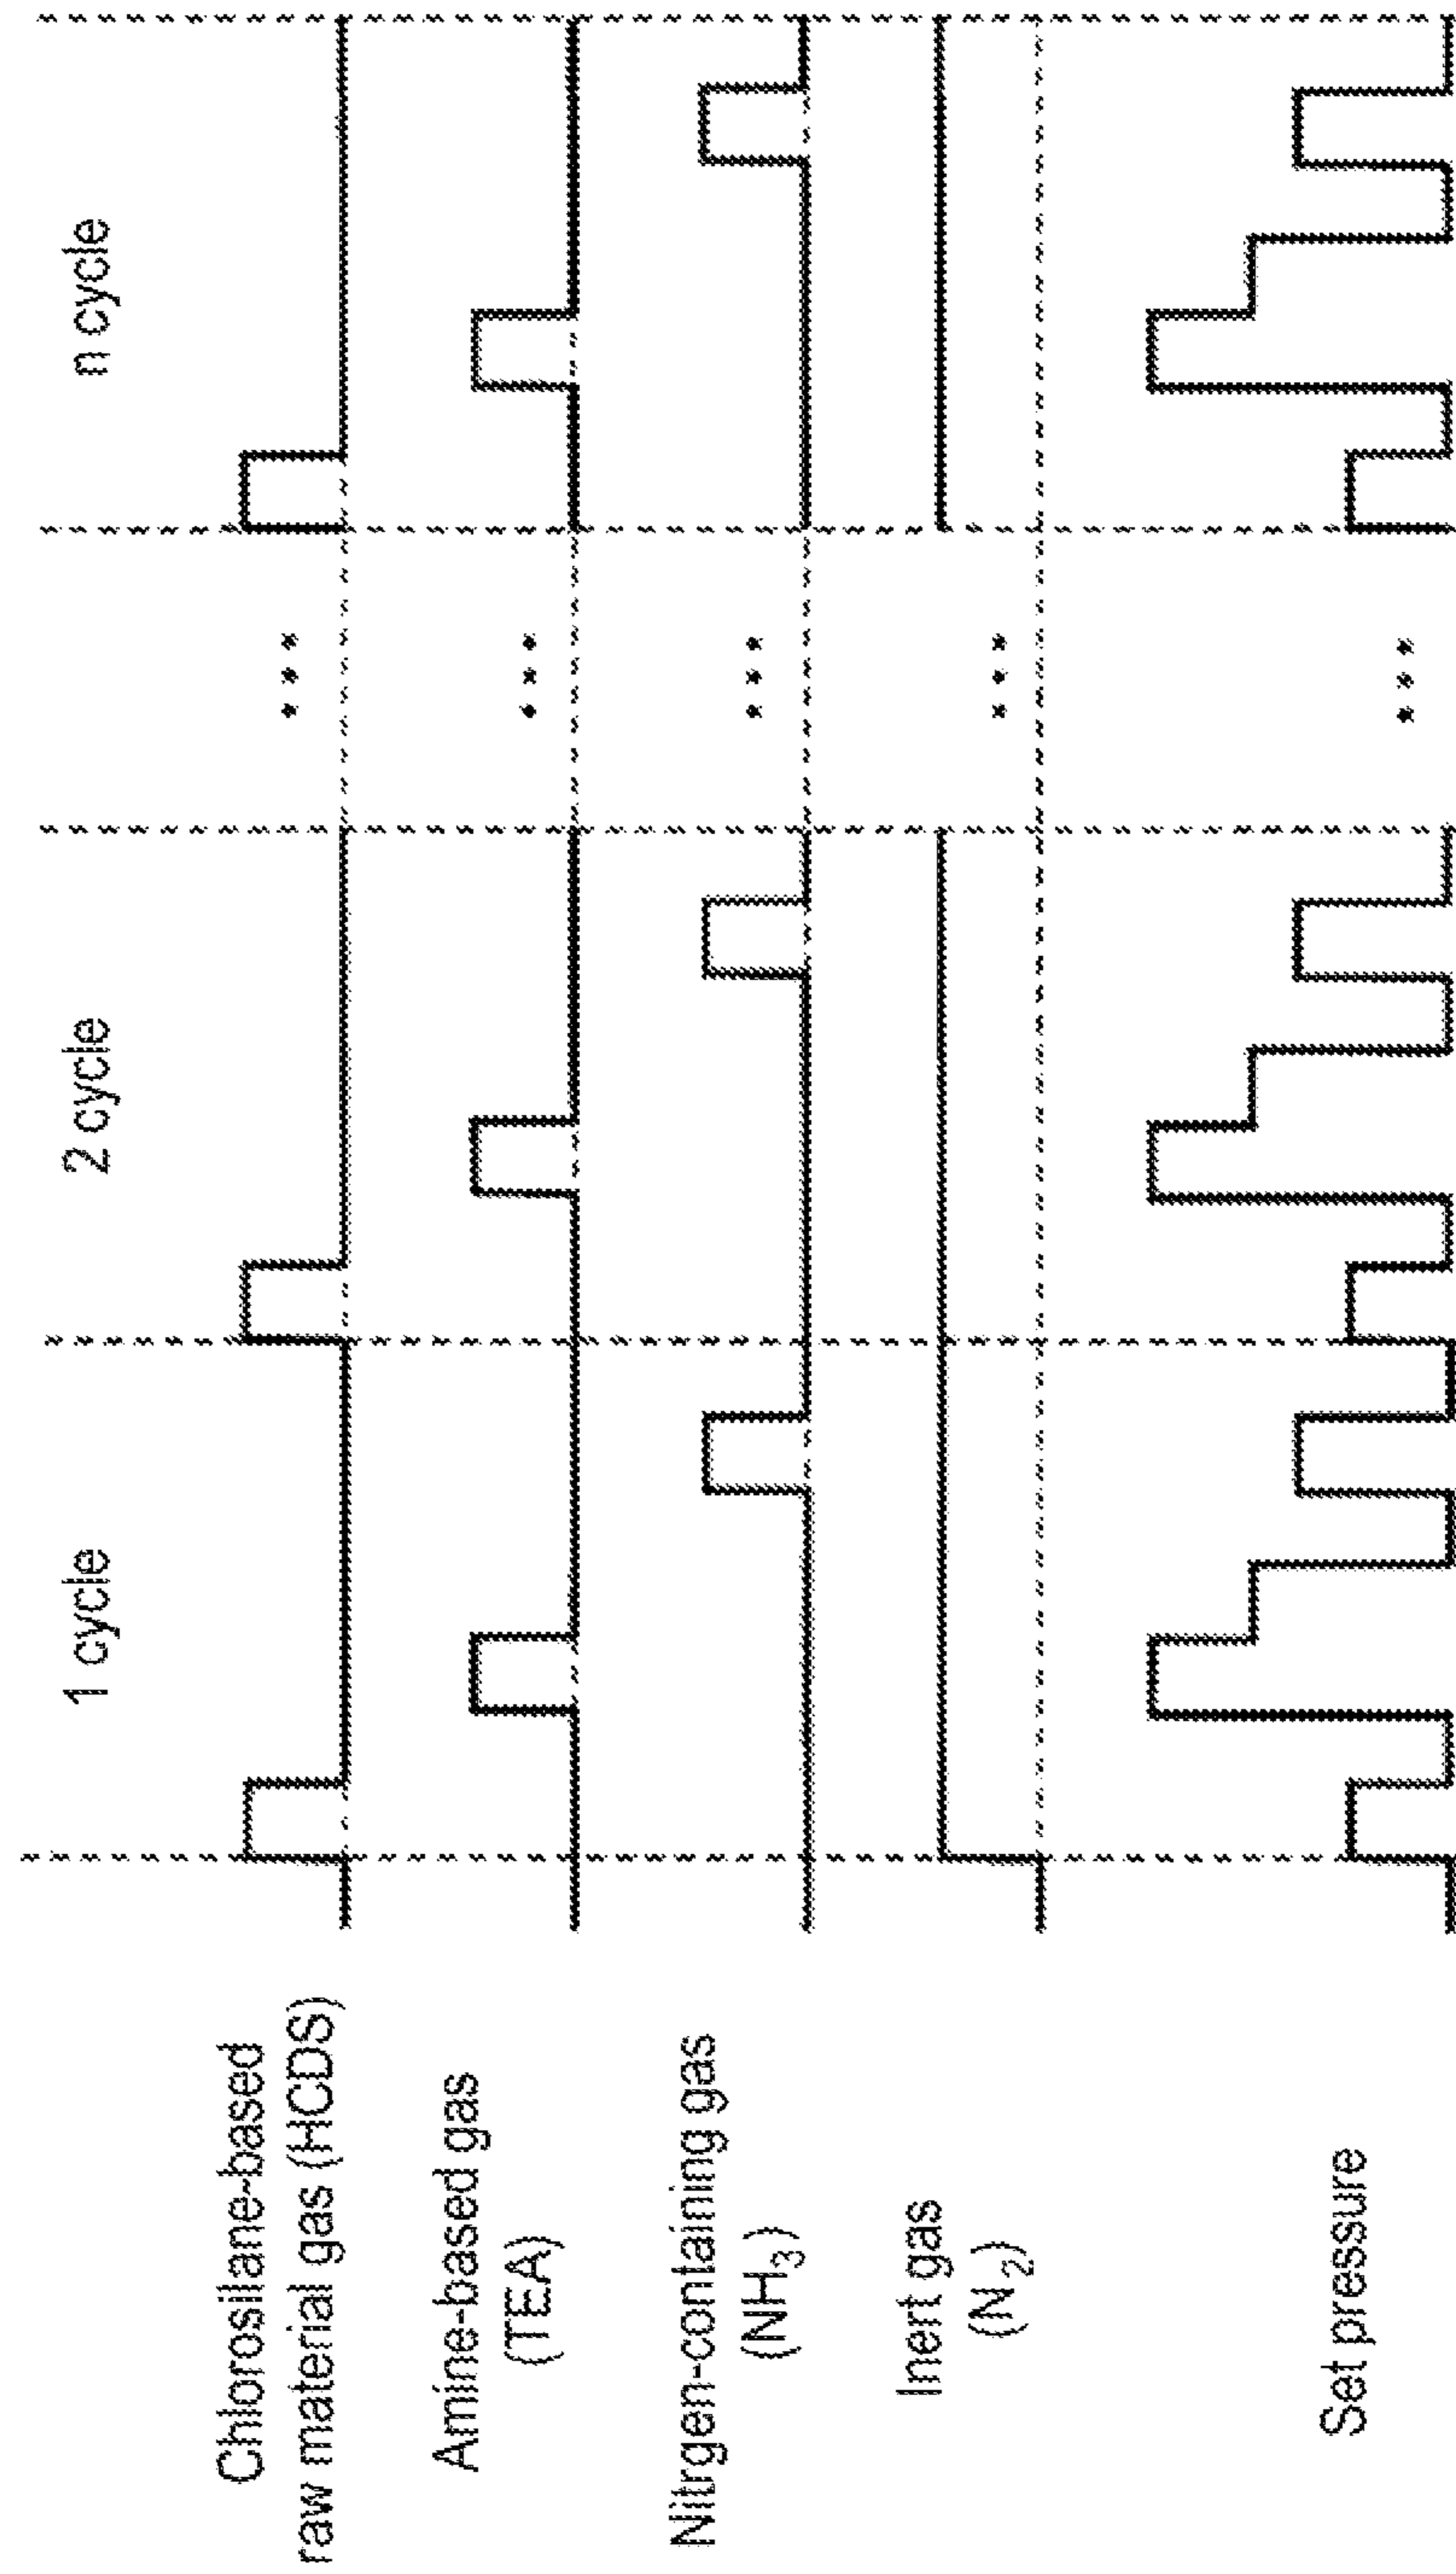 1 cycle
2 cycle
n cycle
Chlorosilane-based
raw material gas (HCDS)
Amine-based gas
(TEA)
Nitrgen-containing gas
(NH₃)
Inert gas
(N₂)
Set pressure